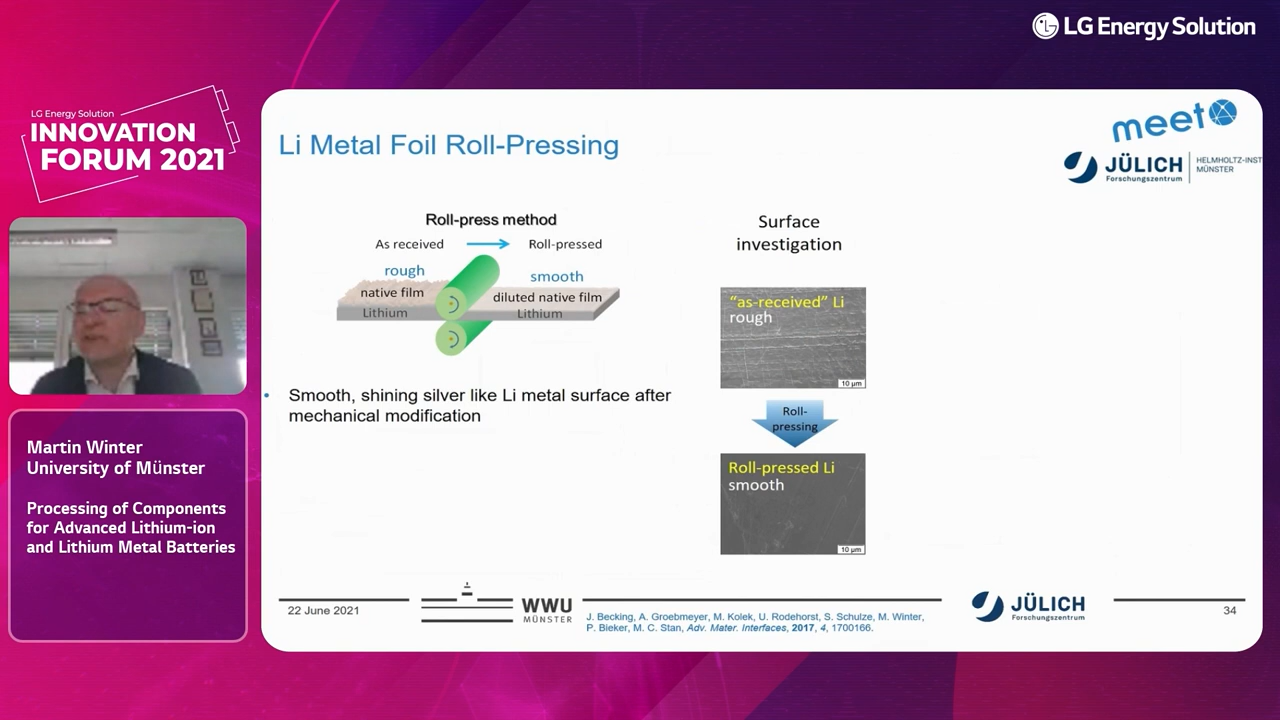 LG Energy Solution
LG Energy Solution
INNOVATION
FORUM 2021
Martin Winter
University of Münster
Processing of Components
for Advanced Lithium-ion
and Lithium Metal Batteries
Li Metal Foil Roll-Pressing
meet
JÜLICH
Forschungszentrum
HELMHOLTZ-INST
MÜNSTER
Roll-press method
As received
Roll-pressed
rough
smooth
native film
diluted native film
Lithium
Lithium
Smooth, shining silver like Li metal surface after
mechanical modification
Surface
investigation
“as-received” Li
rough
10 µm
Roll-
pressing
Roll-pressed Li
smooth
10 µm
22 June 2021
WWU
MÜNSTER
J. Becking, A. Groebmeyer, M. Kolek, U. Rodehorst, S. Schulze, M. Winter,
P. Bieker, M. C. Stan, Adv. Mater. Interfaces, 2017, 4, 1700166.
JÜLICH
Forschungszentrum
34